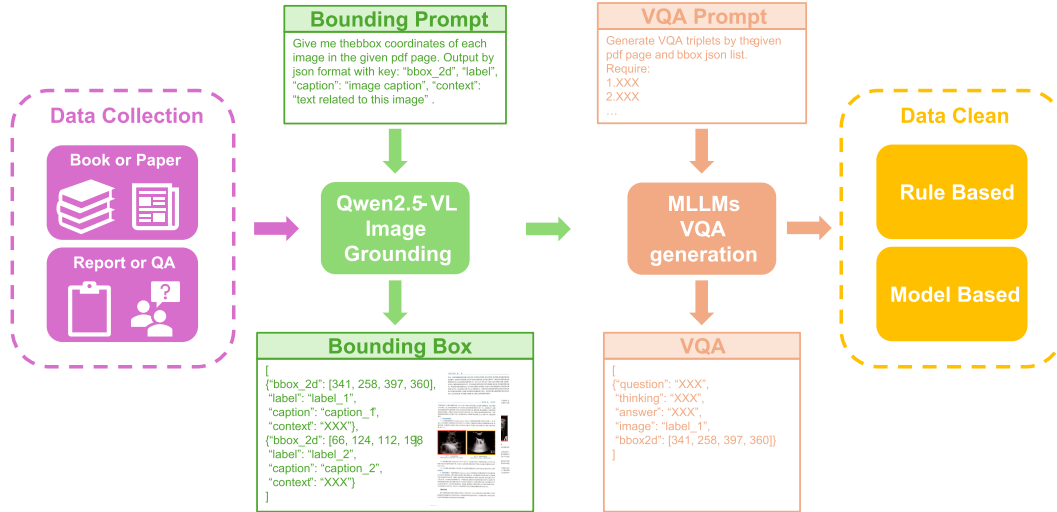 Bounding Prompt
Give me thebbox coordinates of each
image in the given pdf page. Output by
json format with key: “bbox_2d”, “label”,
“caption”: “image caption”, “context”:
“text related to this image” .
VQA Prompt
Generate VQA triplets by thegiven
pdf page and bbox json list.
Require:
1.XXX
2.XXX
…
Data Collection
Book or Paper
Report or QA
?
Qwen2.5-VL
Image
Grounding
MLLMs
VQA
generation
Data Clean
Rule Based
Model Based
Bounding Box
[
{“bbox_2d”: [341, 258, 397, 360],
“label”: “label_1”,
“caption”: “caption_1”,
“context”: “XXX”},
{“bbox_2d”: [66, 124, 112, 198]
“label”: “label_2”,
“caption”: “caption_2”,
“context”: “XXX”}
]
VQA
[
{“question”: “XXX”,
“thinking”: “XXX”,
“answer”: “XXX”,
“image”: “label_1”,
“bbox2d”: [341, 258, 397, 360]}
]